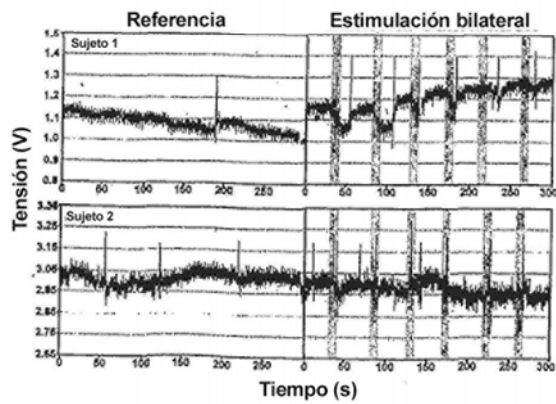 Referencia Estimulación bilateral
Tensión (V)
Sujeto 1
1.5
1.4
1.3
1.2
1.1
1.0
0.9
0.8
0 50 100 150 200 250 0 50 100 150 200 250 300
Sujeto 2
3.25
3.15
3.05
2.95
2.85
2.75
2.65
0 50 100 150 200 250 0 50 100 150 200 250 300
Tiempo (s)